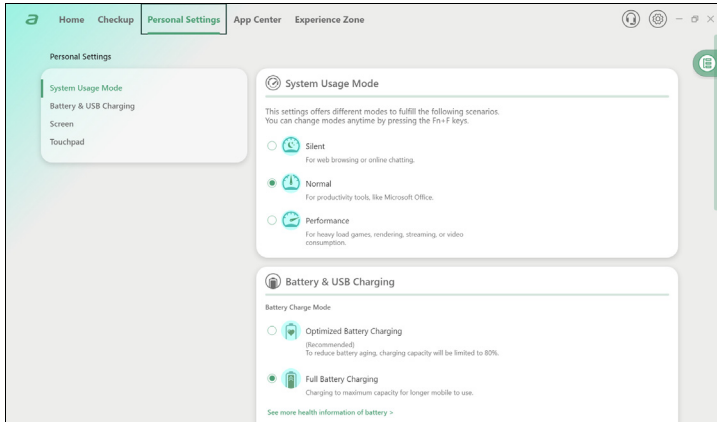 a Home Checkup Personal Settings App Center Experience Zone
Personal Settings
System Usage Mode
Battery & USB Charging
Screen
Touchpad
System Usage Mode
This settings offers different modes to fulfill the following scenarios.
You can change modes anytime by pressing the Fn+F keys.
Silent
For web browsing or online chatting.
Normal
For productivity tools, like Microsoft Office.
Performance
For heavy load games, rendering, streaming, or video
consumption.
Battery & USB Charging
Battery Charge Mode
Optimized Battery Charging
(Recommended)
To reduce battery aging, charging capacity will be limited to 80%.
Full Battery Charging
Charging to maximum capacity for longer mobile to use.
See more health information of battery >